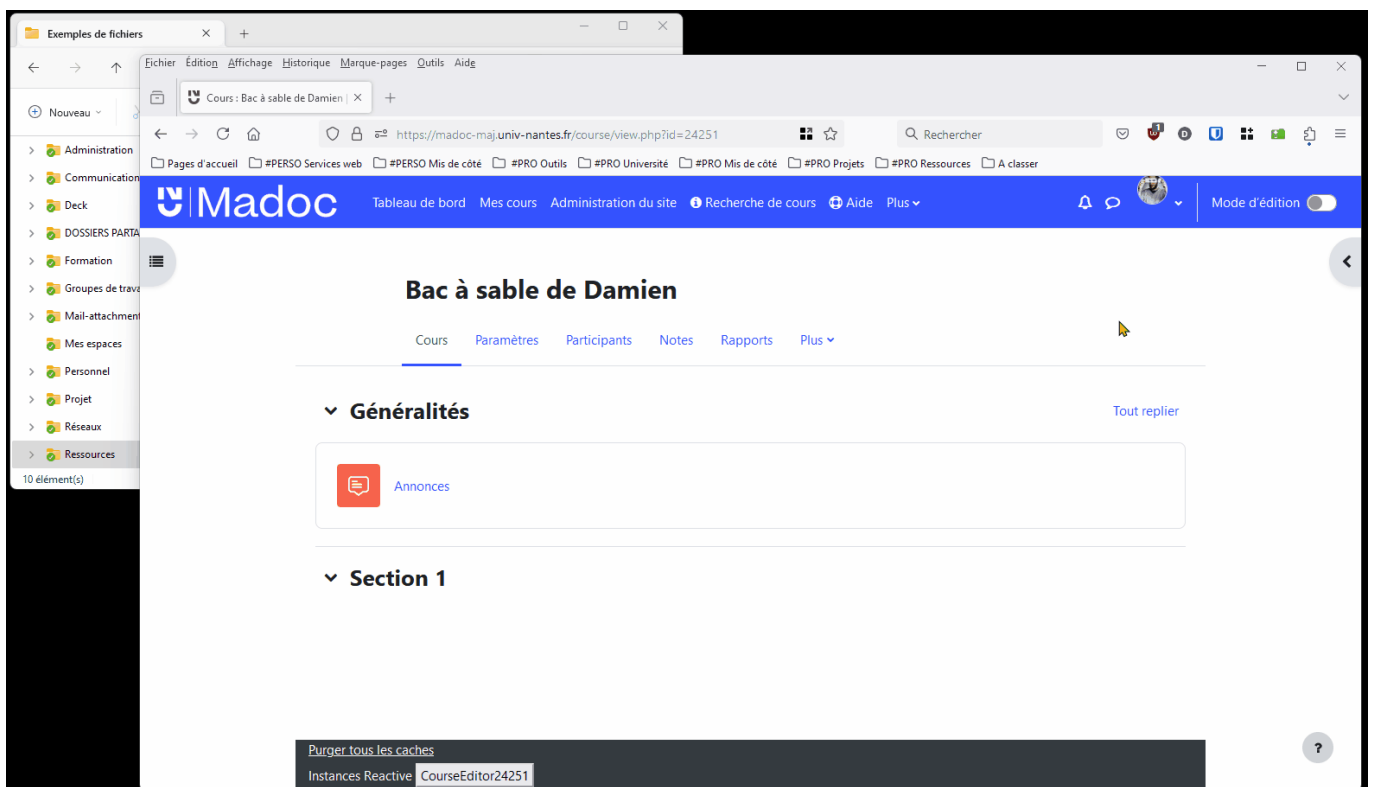 Exemples de fichiers
Nouveau
Administration
Communication
Deck
DOSSIERS PARTA
Formation
Groupes de trava
Mail-attachment
Mes espaces
Personnel
Projet
Réseaux
Ressources
10 élément(s)
Fichier Édition Affichage Historique Marque-pages Outils Aide
Cours : Bac à sable de Damien |
https://madoc-maj.univ-nantes.fr/course/view.php?id=24251
Rechercher
Pages d'accueil #PERSO Services web #PERSO Mis de côté #PRO Outils #PRO Université #PRO Mis de côté #PRO Projets #PRO Ressources A classer
Madoc Tableau de bord Mes cours Administration du site Recherche de cours Aide Plus Mode d'édition
Bac à sable de Damien
Cours Paramètres Participants Notes Rapports Plus
Généralités Tout replier
Annonces
Section 1
Purger tous les caches
Instances Reactive CourseEditor24251
?